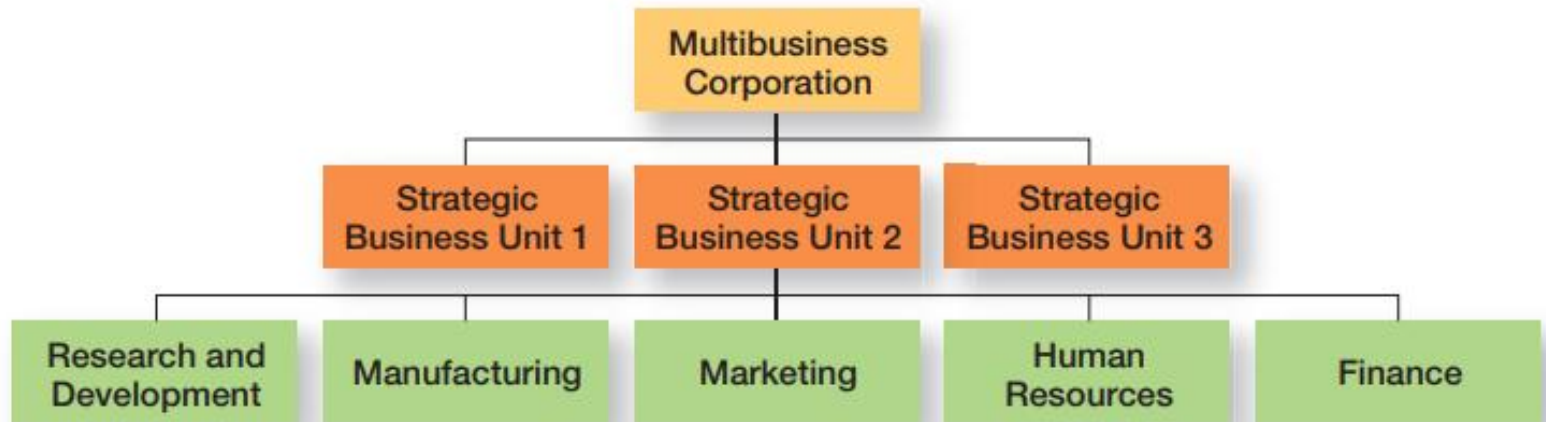 Multibusiness
Corporation
Strategic
Business Unit 1
Strategic
Business Unit 2
Strategic
Business Unit 3
Research and
Development
Manufacturing
Marketing
Human
Resources
Finance